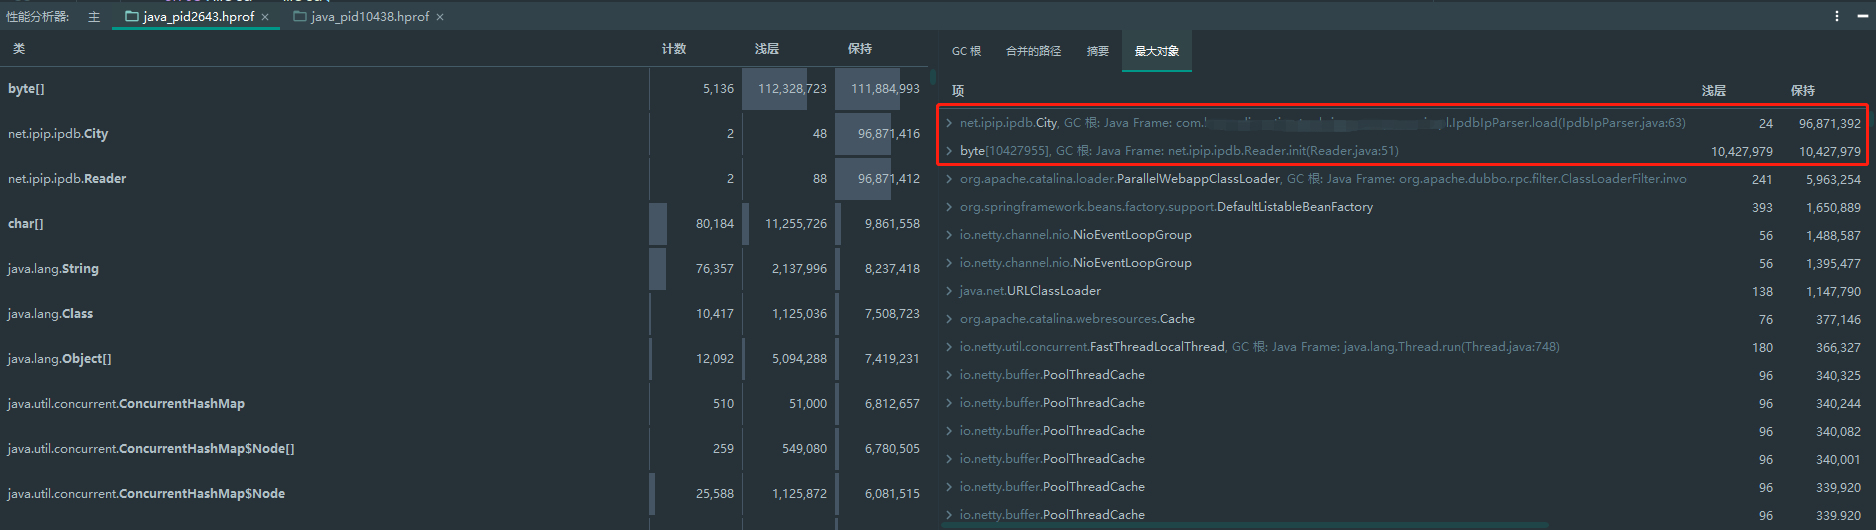 性能分析器: 主 java_pid2643.hprof × java_pid10438.hprof ×
类 计数 浅层 保持
byte[] 5,136 112,328,723 111,884,993
net.ipip.ipdb.City 2 48 96,871,416
net.ipip.ipdb.Reader 2 88 96,871,412
char[] 80,184 11,255,726 9,861,558
java.lang.String 76,357 2,137,996 8,237,418
java.lang.Class 10,417 1,125,036 7,508,723
java.lang.Object[] 12,092 5,094,288 7,419,231
java.util.concurrent.ConcurrentHashMap 510 51,000 6,812,657
java.util.concurrent.ConcurrentHashMap$Node[] 259 549,080 6,780,505
java.util.concurrent.ConcurrentHashMap$Node 25,588 1,125,872 6,081,515
GC 根 合并的路径 摘要 最大对象
项 浅层 保持
net.ipip.ipdb.City, GC 根: Java Frame: com. l.IpdbIpParser.load(IpdbIpParser.java:63) 24 96,871,392
byte[10427955], GC 根: Java Frame: net.ipip.ipdb.Reader.init(Reader.java:51) 10,427,979 10,427,979
org.apache.catalina.loader.ParallelWebappClassLoader, GC 根: Java Frame: org.apache.dubbo.rpc.filter.ClassLoaderFilter.invo 241 5,963,254
org.springframework.beans.factory.support.DefaultListableBeanFactory 393 1,650,889
io.netty.channel.nio.NioEventLoopGroup 56 1,488,587
io.netty.channel.nio.NioEventLoopGroup 56 1,395,477
java.net.URLClassLoader 138 1,147,790
org.apache.catalina.webresources.Cache 76 377,146
io.netty.util.concurrent.FastThreadLocalThread, GC 根: Java Frame: java.lang.Thread.run(Thread.java:748) 180 366,327
io.netty.buffer.PoolThreadCache 96 340,325
io.netty.buffer.PoolThreadCache 96 340,244
io.netty.buffer.PoolThreadCache 96 340,082
io.netty.buffer.PoolThreadCache 96 340,001
io.netty.buffer.PoolThreadCache 96 339,920
io.netty.buffer.PoolThreadCache 96 339,920